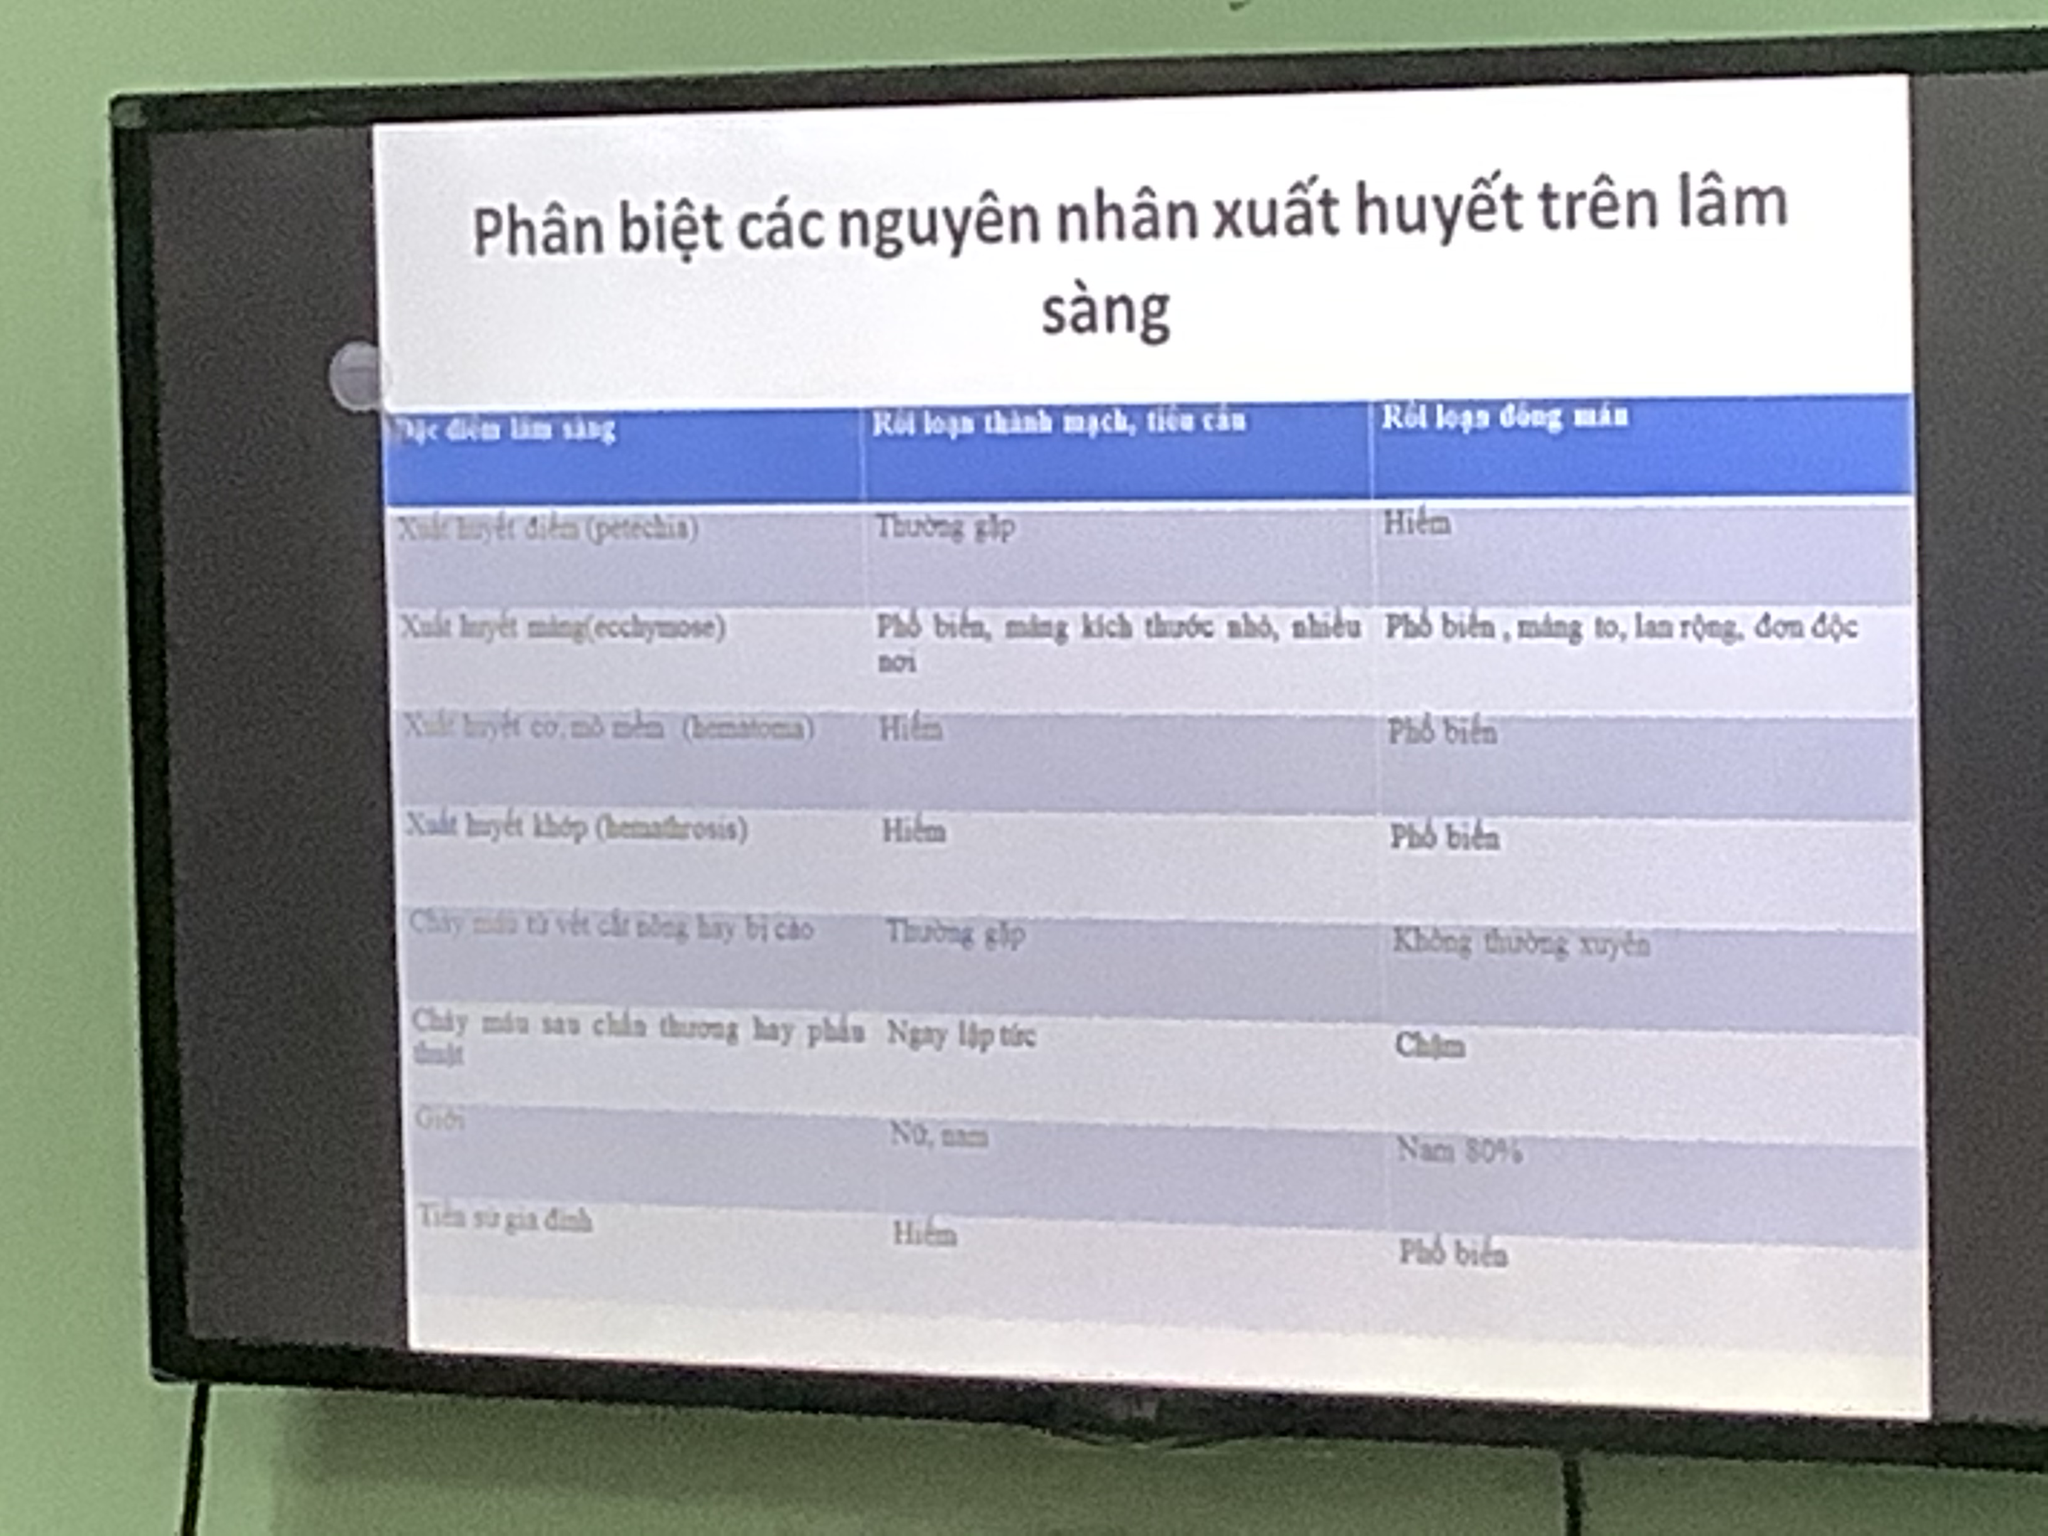 Phân biệt các nguyên nhân xuất huyết trên lâm
sàng
Đặc điểm lâm sàng Rối loạn thành mạch, tiểu cầu Rối loạn đông máu
Xuất huyết điểm (petechia) Thường gặp Hiếm
Xuất huyết mảng(ecchymose) Phổ biến, mảng kích thước nhỏ, nhiều Phổ biến , mảng to, lan rộng, đơn độc
nơi
Xuất huyết cơ, mô mềm (hematoma) Hiếm Phổ biến
Xuất huyết khớp (hemathrosis) Hiếm Phổ biến
Chảy máu từ vết cắt nông hay bị cào Thường gặp Không thường xuyên
Chảy máu sau chấn thương hay phẫu Ngay lập tức Chậm
thuật
Giới Nữ, nam Nam 80%
Tiền sử gia đình Hiếm Phổ biến